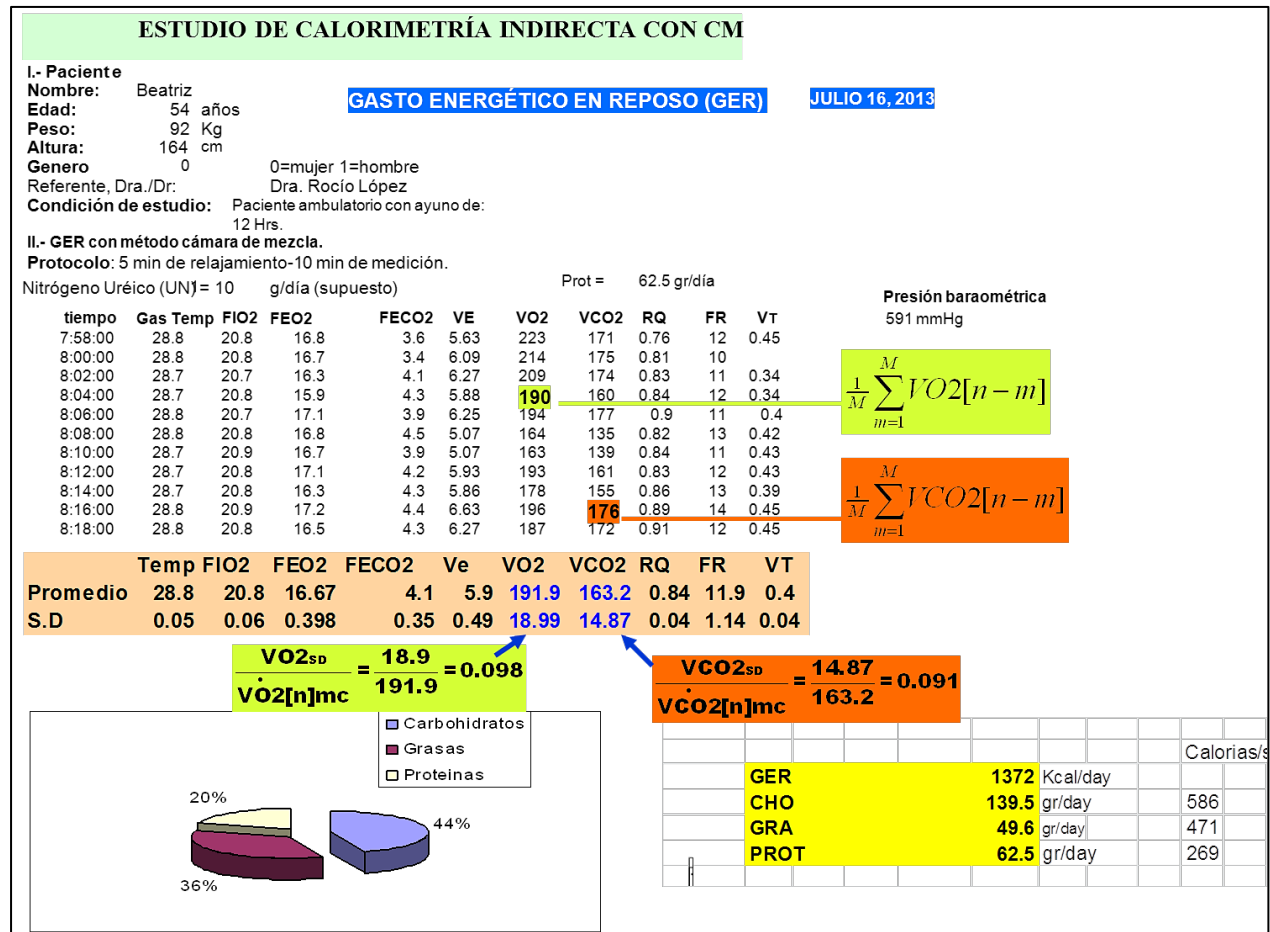 ESTUDIO DE CALORIMETRÍA INDIRECTA CON CM
I.- Paciente
Nombre: Beatriz
GASTO ENERGÉTICO EN REPOSO (GER) JULIO 16, 2013
Edad: 54 años
Peso: 92 Kg
Altura: 164 cm
Genero 0 0=mujer 1=hombre
Referente, Dra./Dr: Dra. Rocío López
Condición de estudio: Paciente ambulatorio con ayuno de:
12 Hrs.
II.- GER con método cámara de mezcla.
Protocolo: 5 min de relajamiento-10 min de medición.
Nitrógeno Uréico (UN)= 10 g/día (supuesto) Prot = 62.5 gr/día
Presión baraométrica
591 mmHg
tiempo Gas Temp FIO2 FEO2 FECO2 VE VO2 VCO2 RQ FR VT
7:58:00 28.8 20.8 16.8 3.6 5.63 223 171 0.76 12 0.45
8:00:00 28.8 20.8 16.7 3.4 6.09 214 175 0.81 10
8:02:00 28.7 20.7 16.3 4.1 6.27 209 174 0.83 11 0.34
8:04:00 28.7 20.8 15.9 4.3 5.88 190 160 0.84 12 0.34
8:06:00 28.8 20.7 17.1 3.9 6.25 194 177 0.9 11 0.4
8:08:00 28.8 20.8 16.8 4.5 5.07 164 135 0.82 13 0.42
8:10:00 28.7 20.9 16.7 3.9 5.07 163 139 0.84 11 0.43
8:12:00 28.7 20.8 17.1 4.2 5.93 193 161 0.83 12 0.43
8:14:00 28.7 20.8 16.3 4.3 5.86 178 155 0.86 13 0.39
8:16:00 28.8 20.9 17.2 4.4 6.63 196 176 0.89 14 0.45
8:18:00 28.8 20.8 16.5 4.3 6.27 187 172 0.91 12 0.45
1/M ∑ M m=1 VO2[n−m]
1/M ∑ M m=1 VCO2[n−m]
Temp FIO2 FEO2 FECO2 Ve VO2 VCO2 RQ FR VT
Promedio 28.8 20.8 16.67 4.1 5.9 191.9 163.2 0.84 11.9 0.4
S.D 0.05 0.06 0.398 0.35 0.49 18.99 14.87 0.04 1.14 0.04
VO2SD / V̇O2[n]mc = 18.9 / 191.9 = 0.098
VCO2SD / VĊO2[n]mc = 14.87 / 163.2 = 0.091
Carbohidratos
Grasas
Proteinas
20%
44%
36%
Calorias/
GER 1372 Kcal/day
CHO 139.5 gr/day 586
GRA 49.6 gr/day 471
PROT 62.5 gr/day 269